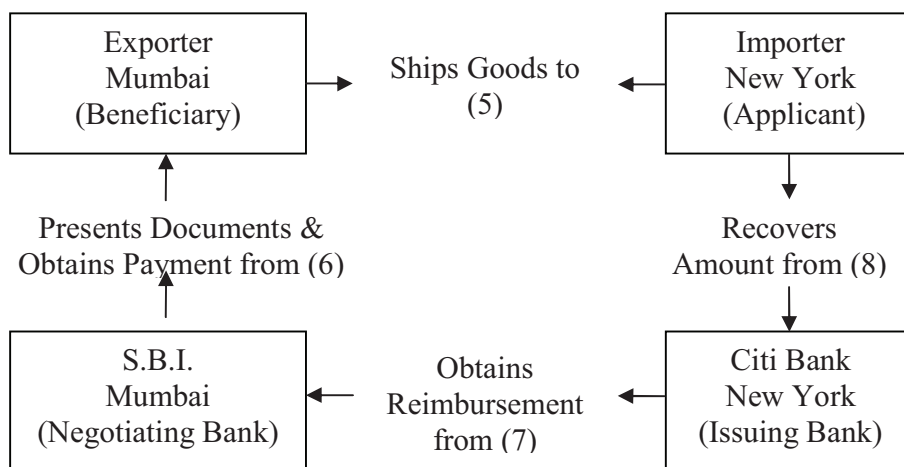 Exporter
Mumbai
(Beneficiary)
Ships Goods to
(5)
Importer
New York
(Applicant)
Presents Documents &
Obtains Payment from (6)
Recovers
Amount from (8)
S.B.I.
Mumbai
(Negotiating Bank)
Obtains
Reimbursement
from (7)
Citi Bank
New York
(Issuing Bank)